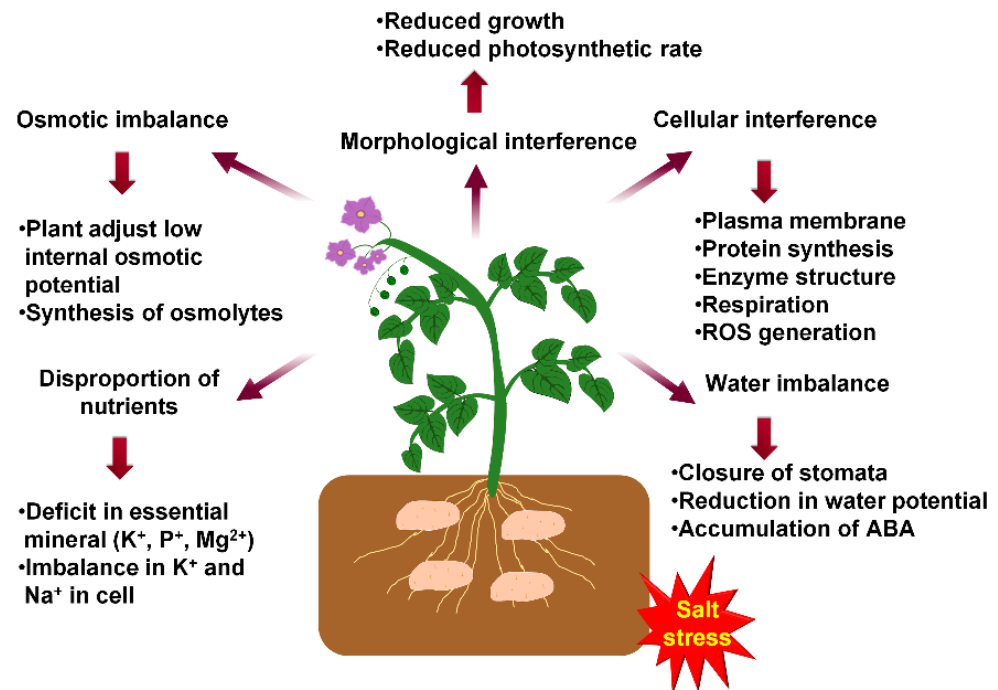 •Reduced growth
•Reduced photosynthetic rate
Morphological interference
Osmotic imbalance
•Plant adjust low
internal osmotic
potential
•Synthesis of osmolytes
Cellular interference
•Plasma membrane
•Protein synthesis
•Enzyme structure
•Respiration
•ROS generation
Disproportion of
nutrients
•Deficit in essential
mineral (K⁺, P⁺, Mg²⁺)
•Imbalance in K⁺ and
Na⁺ in cell
Water imbalance
•Closure of stomata
•Reduction in water potential
•Accumulation of ABA
Salt
stress